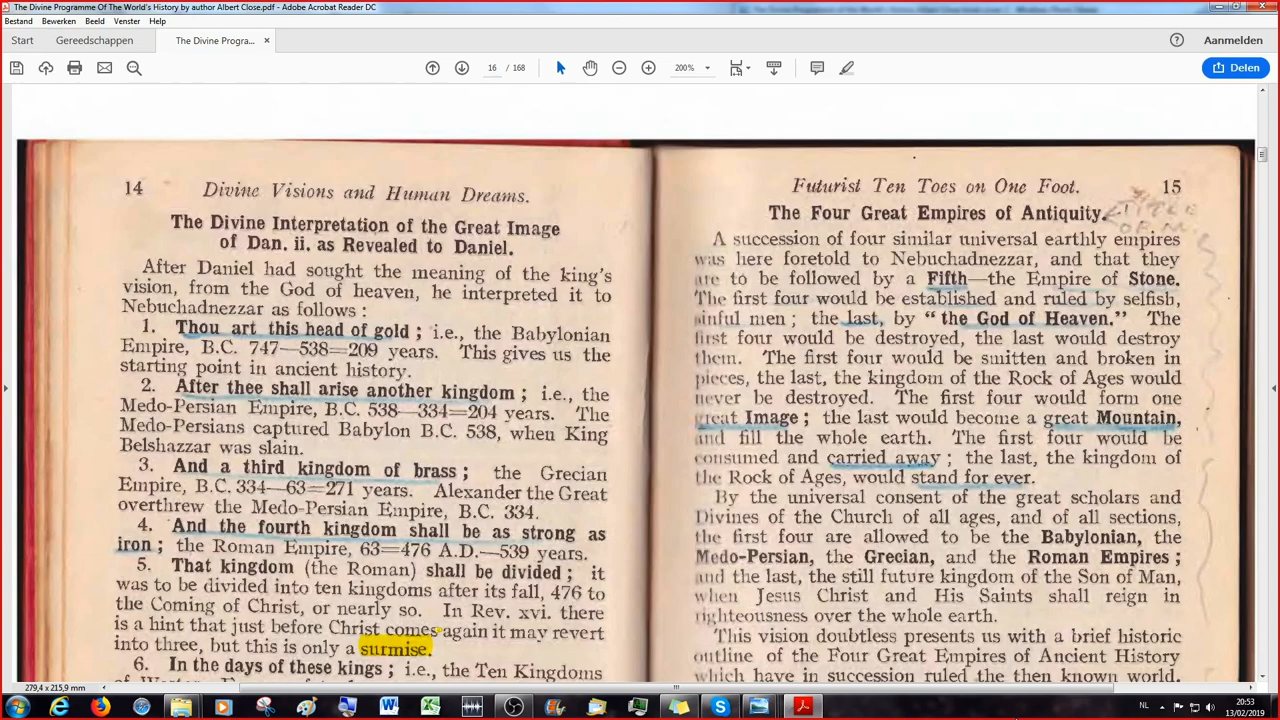 The Divine Programme Of The World's History by author Albert Close.pdf - Adobe Acrobat Reader DC
Bestand Bewerken Beeld Venster Help
Start Gereedschappen The Divine Progra... × Aanmelden
16 / 168 200% Delen
14 Divine Visions and Human Dreams.
The Divine Interpretation of the Great Image
of Dan. ii. as Revealed to Daniel.
After Daniel had sought the meaning of the king's
vision, from the God of heaven, he interpreted it to
Nebuchadnezzar as follows :
1. Thou art this head of gold ; i.e., the Babylonian
Empire, B.C. 747—538=209 years. This gives us the
starting point in ancient history.
2. After thee shall arise another kingdom ; i.e., the
Medo-Persian Empire, B.C. 538—334=204 years. The
Medo-Persians captured Babylon B.C. 538, when King
Belshazzar was slain.
3. And a third kingdom of brass ; the Grecian
Empire, B.C. 334—63=271 years. Alexander the Great
overthrew the Medo-Persian Empire, B.C. 334.
4. And the fourth kingdom shall be as strong as
iron ; the Roman Empire, 63=476 A.D.—539 years.
5. That kingdom (the Roman) shall be divided ; it
was to be divided into ten kingdoms after its fall, 476 to
the Coming of Christ, or nearly so. In Rev. xvi. there
is a hint that just before Christ comes again it may revert
into three, but this is only a surmise.
6. In the days of these kings ; i.e., the Ten Kingdoms
Futurist Ten Toes on One Foot. 15
The Four Great Empires of Antiquity.
A succession of four similar universal earthly empires
was here foretold to Nebuchadnezzar, and that they
are to be followed by a Fifth—the Empire of Stone.
The first four would be established and ruled by selfish,
sinful men ; the last, by "the God of Heaven." The
first four would be destroyed, the last would destroy
them. The first four would be smitten and broken in
pieces, the last, the kingdom of the Rock of Ages would
never be destroyed. The first four would form one
great Image ; the last would become a great Mountain,
and fill the whole earth. The first four would be
consumed and carried away ; the last, the kingdom of
the Rock of Ages, would stand for ever.
By the universal consent of the great scholars and
Divines of the Church of all ages, and of all sections,
the first four are allowed to be the Babylonian, the
Medo-Persian, the Grecian, and the Roman Empires ;
and the last, the still future kingdom of the Son of Man,
when Jesus Christ and His Saints shall reign in
righteousness over the whole earth.
This vision doubtless presents us with a brief historic
outline of the Four Great Empires of Ancient History
which have in succession ruled the then known world.
279,4 x 215,9 mm
NL 20:53
13/02/2019